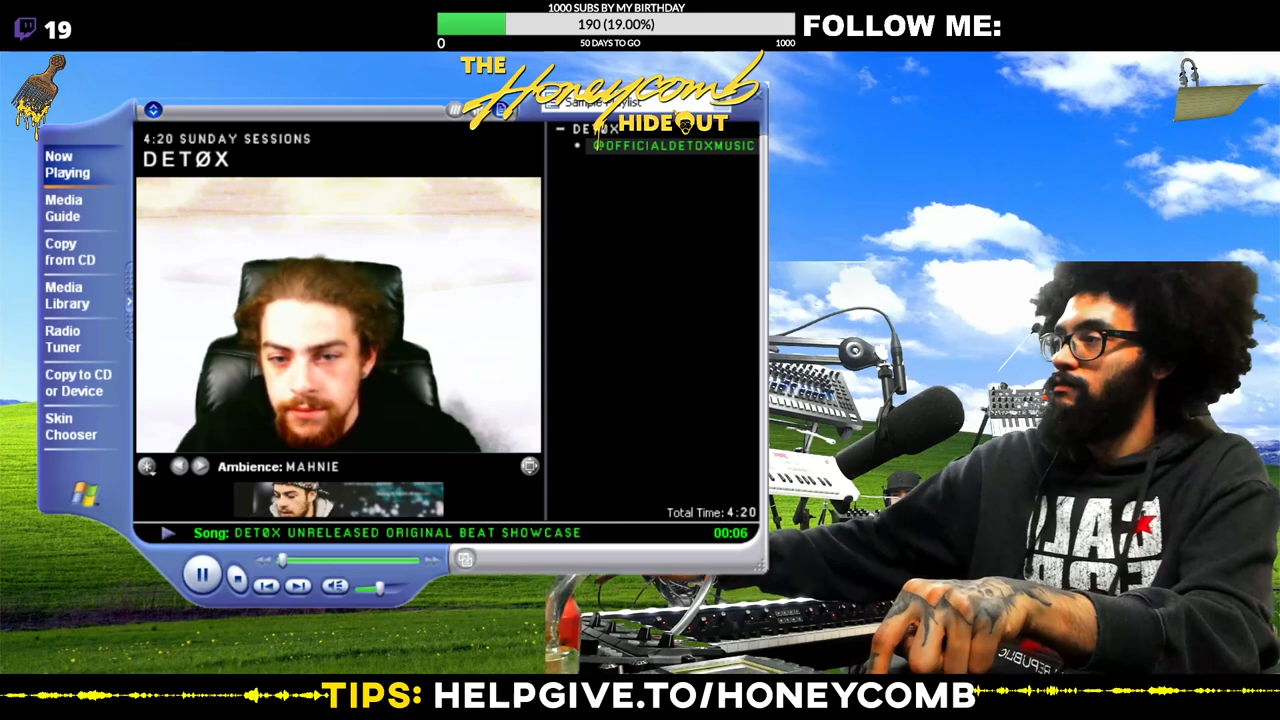 19
1000 SUBS BY MY BIRTHDAY
190 (19.00%)
0 50 DAYS TO GO 1000
FOLLOW ME:
THE
Honeycomb
HIDEOUT
4:20 SUNDAY SESSIONS
DETØX
Now
Playing
Media
Guide
Copy
from CD
Media
Library
Radio
Tuner
Copy to CD
or Device
Skin
Chooser
Sample Playlist
DETØX
@OFFICIALDETOXMUSIC
Ambience: MAHNIE
Total Time: 4:20
Song: DETØX UNRELEASED ORIGINAL BEAT SHOWCASE
00:06
TIPS: HELPGIVE.TO/HONEYCOMB